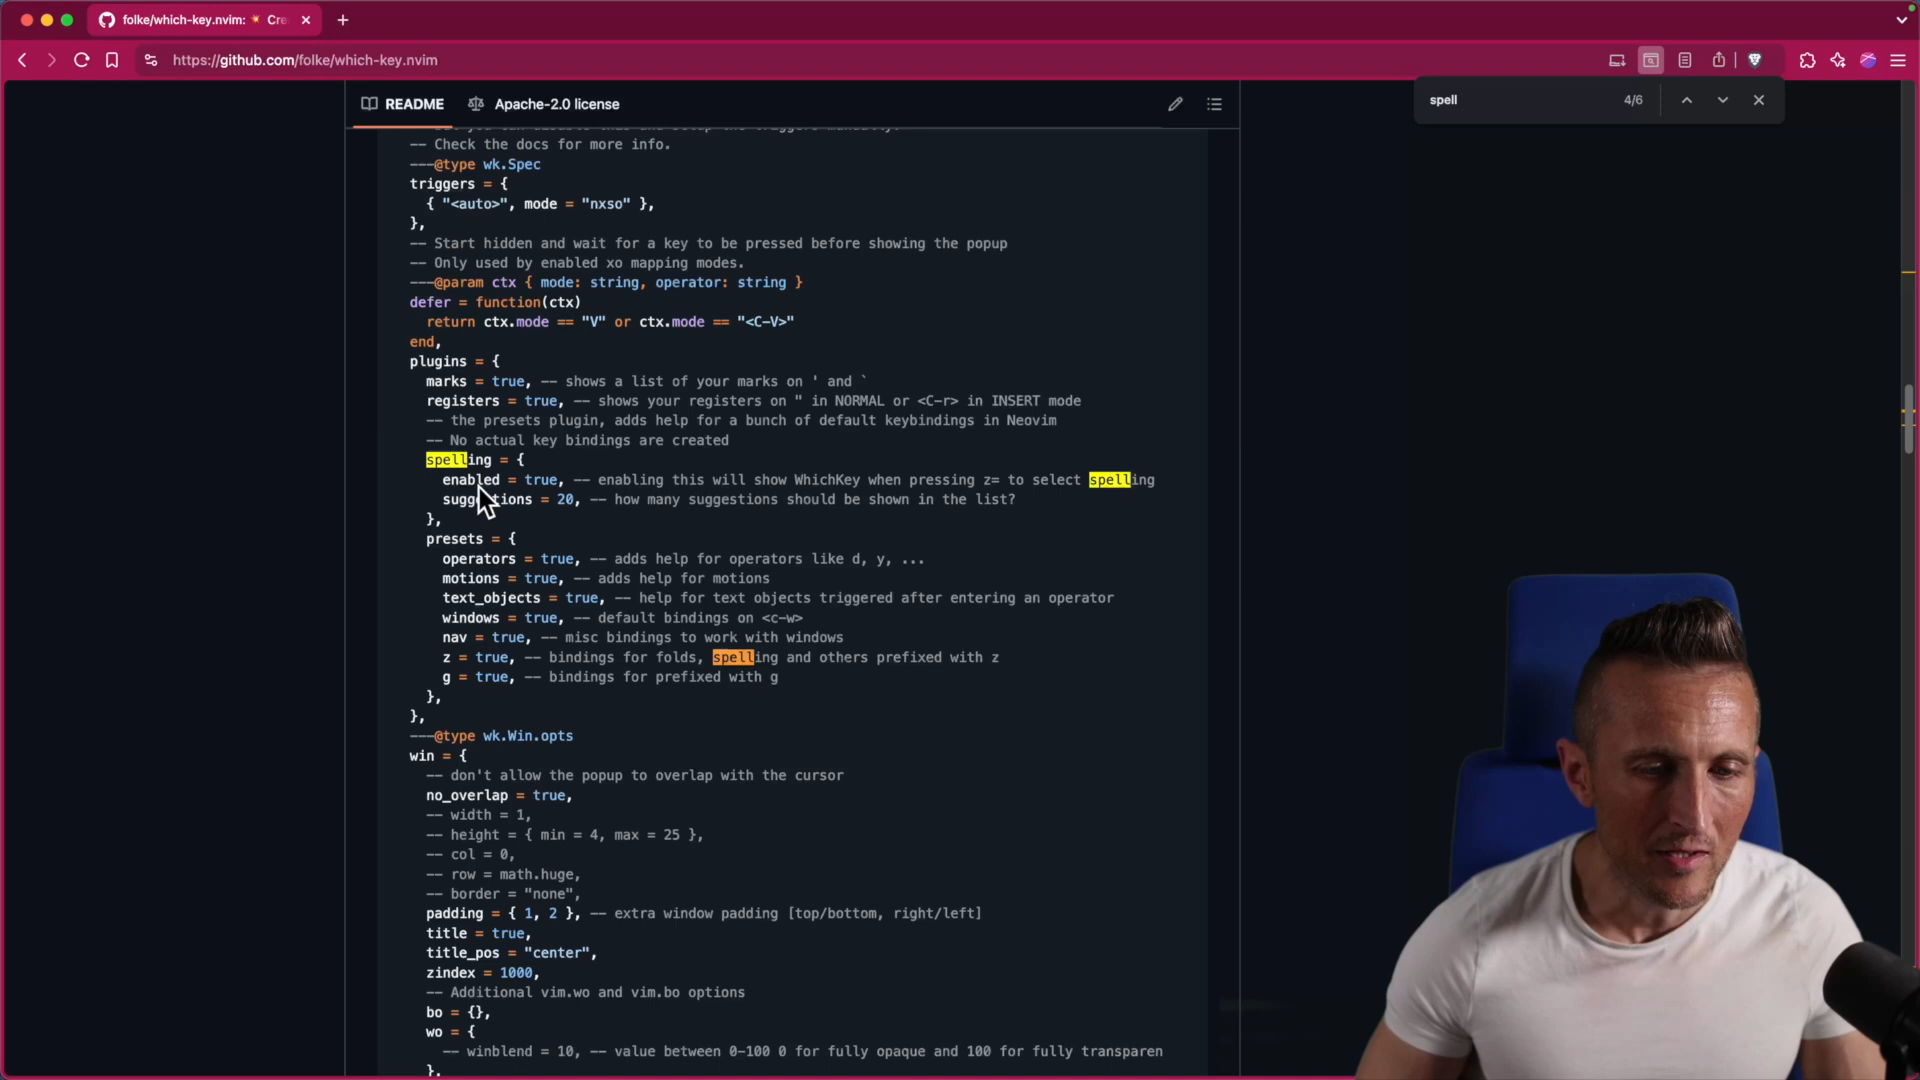 folke/which-key.nvim: 💥 Cre
https://github.com/folke/which-key.nvim
spell
4/6
README
Apache-2.0 license
-- but you can disable this and setup the triggers manually.
-- Check the docs for more info.
---@type wk.Spec
triggers = {
{ "<auto>", mode = "nxso" },
},
-- Start hidden and wait for a key to be pressed before showing the popup
-- Only used by enabled xo mapping modes.
---@param ctx { mode: string, operator: string }
defer = function(ctx)
return ctx.mode == "V" or ctx.mode == "<C-V>"
end,
plugins = {
marks = true, -- shows a list of your marks on ' and `
registers = true, -- shows your registers on " in NORMAL or <C-r> in INSERT mode
-- the presets plugin, adds help for a bunch of default keybindings in Neovim
-- No actual key bindings are created
spelling = {
enabled = true, -- enabling this will show WhichKey when pressing z= to select spelling
suggestions = 20, -- how many suggestions should be shown in the list?
},
presets = {
operators = true, -- adds help for operators like d, y, ...
motions = true, -- adds help for motions
text_objects = true, -- help for text objects triggered after entering an operator
windows = true, -- default bindings on <c-w>
nav = true, -- misc bindings to work with windows
z = true, -- bindings for folds, spelling and others prefixed with z
g = true, -- bindings for prefixed with g
},
},
---@type wk.Win.opts
win = {
-- don't allow the popup to overlap with the cursor
no_overlap = true,
-- width = 1,
-- height = { min = 4, max = 25 },
-- col = 0,
-- row = math.huge,
-- border = "none",
padding = { 1, 2 }, -- extra window padding [top/bottom, right/left]
title = true,
title_pos = "center",
zindex = 1000,
-- Additional vim.wo and vim.bo options
bo = {},
wo = {
-- winblend = 10, -- value between 0-100 0 for fully opaque and 100 for fully transparen
},